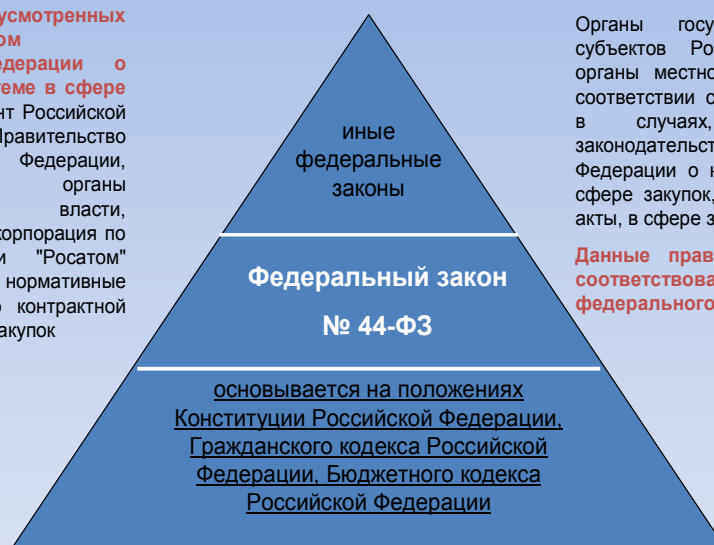 усмотренных
ом
едерации о
теме в сфере
нт Российской
Правительство
Федерации,
органы
власти,
корпорация по
и "Росатом"
нормативные
о контрактной
акупок
иные
федеральные
законы
Федеральный закон
№ 44-ФЗ
основывается на положениях
Конституции Российской Федерации,
Гражданского кодекса Российской
Федерации, Бюджетного кодекса
Российской Федерации
Органы госу
субъектов Ро
органы местно
соответствии с
в случаях,
законодательст
Федерации о к
сфере закупок,
акты, в сфере з
Данные прав
соответствова
федерального